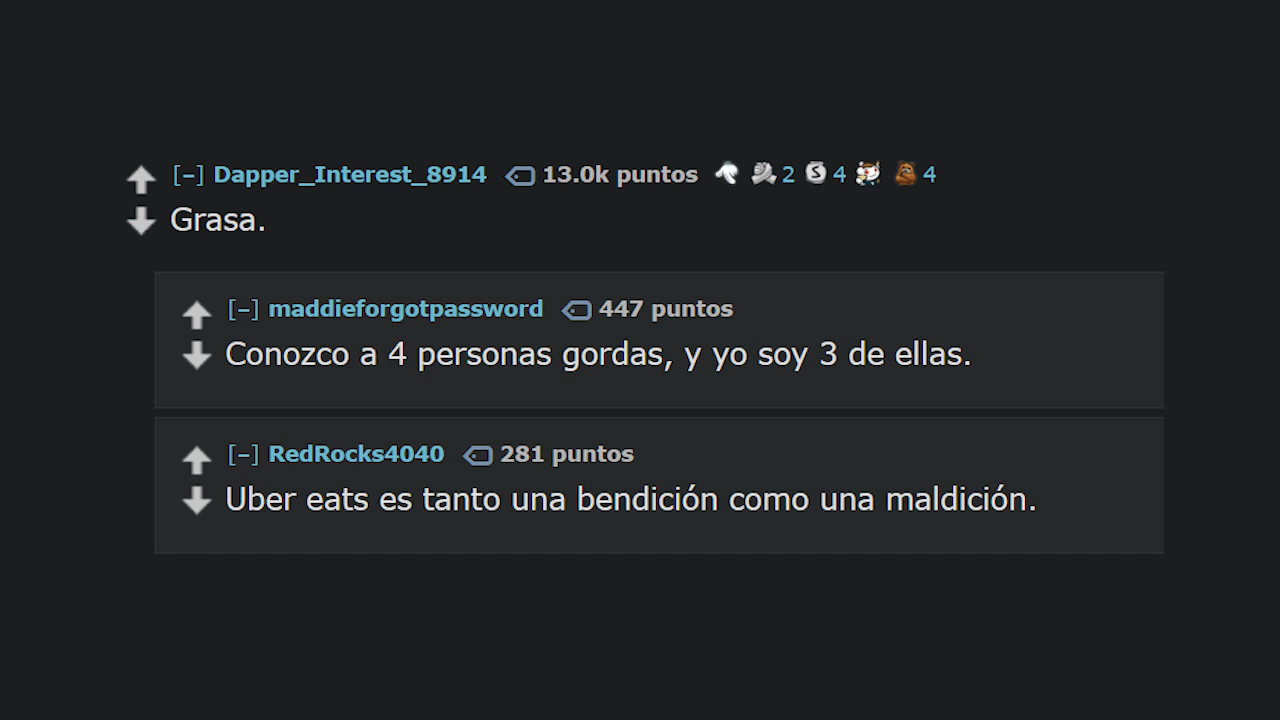 [–] Dapper_Interest_8914 13.0k puntos 2 4 4
Grasa.
[–] maddieforgotpassword 447 puntos
Conozco a 4 personas gordas, y yo soy 3 de ellas.
[–] RedRocks4040 281 puntos
Uber eats es tanto una bendición como una maldición.